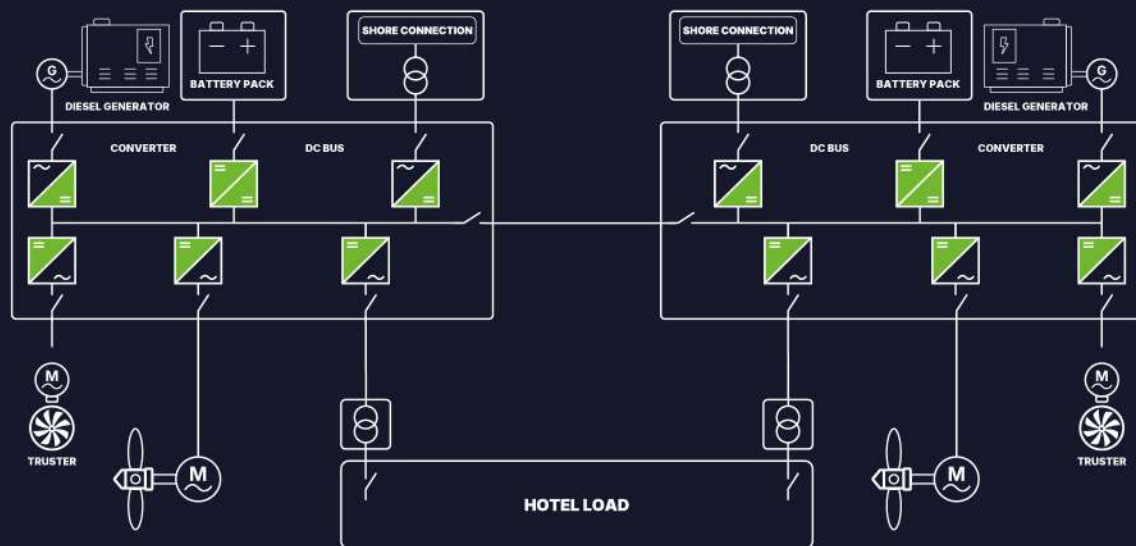 SHORE CONNECTION
SHORE CONNECTION
G
BATTERY PACK
BATTERY PACK
G
DIESEL GENERATOR
DIESEL GENERATOR
CONVERTER
DC BUS
DC BUS
CONVERTER
M
M
TRUSTER
TRUSTER
M
M
HOTEL LOAD